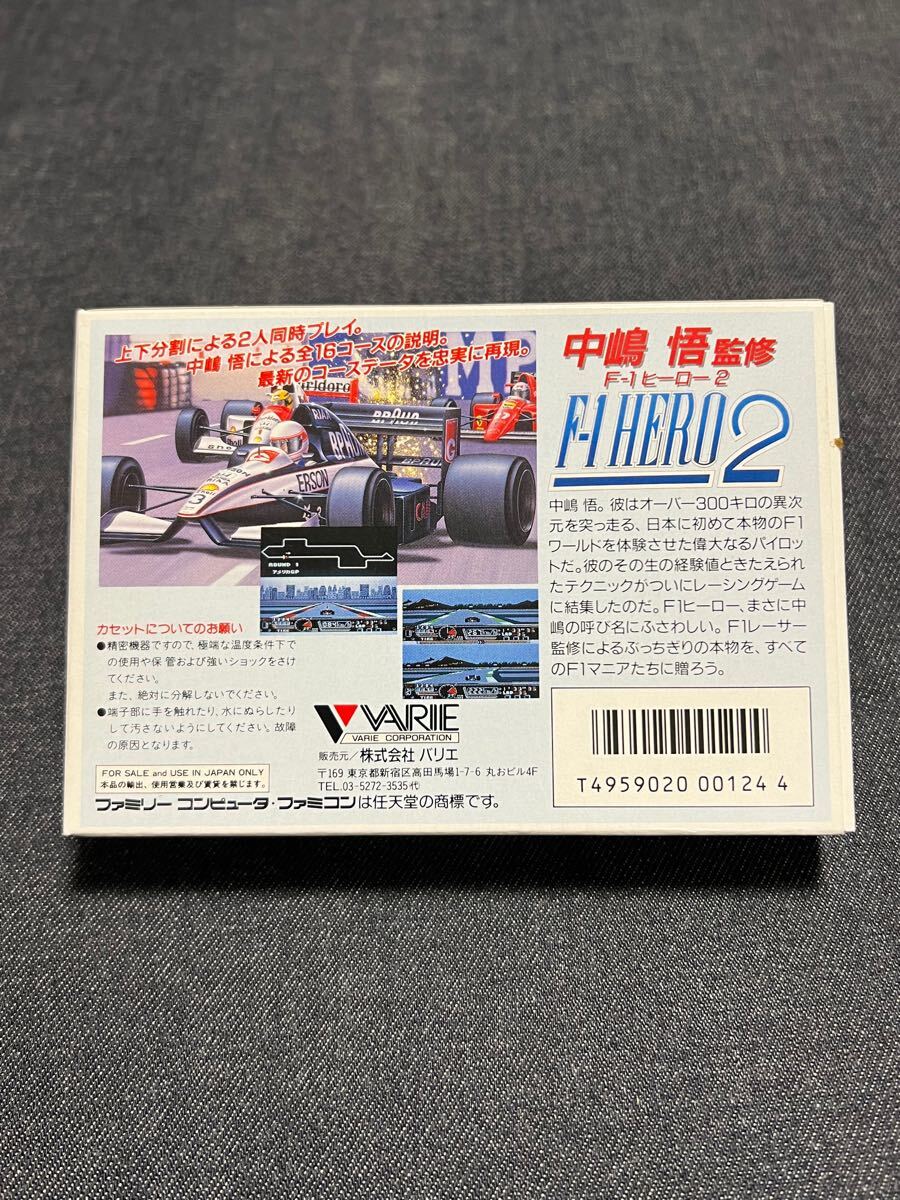 上下分割による2人同時プレイ。
中嶋 悟による全16コースの説明。
最新のコースデータを忠実に再現。
中嶋 悟監修
F-1ヒーロー2
F-1 HERO 2
中嶋 悟。彼はオーバー300キロの異次
元を突っ走る、日本に初めて本物のF1
ワールドを体験させた偉大なるパイロッ
トだ。彼のその生の経験値ときたえられ
たテクニックがついにレーシングゲーム
に結集したのだ。F1ヒーロー、まさに中
嶋の呼び名にふさわしい。F1レーサー
監修によるぶっちぎりの本物を、すべて
のF1マニアたちに贈ろう。
Marlboro
BRAUN
ERSON
3
ROUND 1
アメリカGP
カセットについてのお願い
●精密機器ですので、極端な温度条件下で
の使用や保管および強いショックをさけ
てください。
また、絶対に分解しないでください。
●端子部に手を触れたり、水にぬらしたり
して汚さないようにしてください。故障
の原因となります。
FOR SALE and USE IN JAPAN ONLY
本品の輸出、使用営業及び賃貸を禁じます。
VARIE
VARIE CORPORATION
販売元/株式会社 バリエ
〒169 東京都新宿区高田馬場1-7-6 丸おビル4F
TEL.03-5272-3535㈹
ファミリー コンピュータ・ファミコンは任天堂の商標です。
T4959020 00124 4